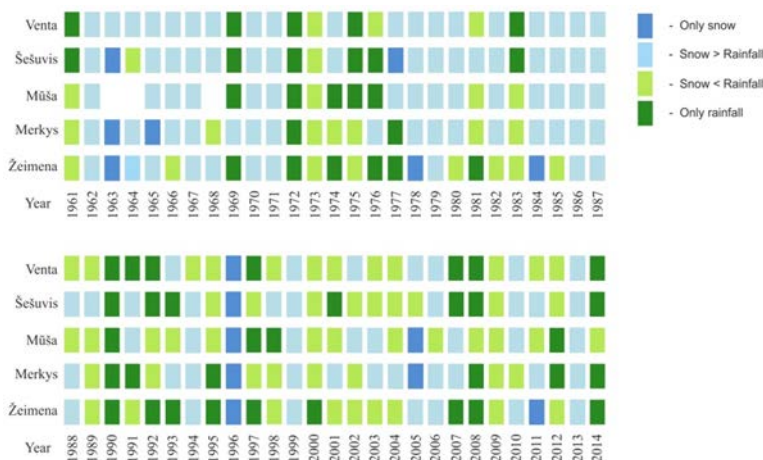 Venta
Šešuvis
Mūša
Merkys
Žeimena
Year 1961 1962 1963 1964 1965 1966 1967 1968 1969 1970 1971 1972 1973 1974 1975 1976 1977 1978 1979 1980 1981 1982 1983 1984 1985 1986 1987
- Only snow
- Snow > Rainfall
- Snow < Rainfall
- Only rainfall
Venta
Šešuvis
Mūša
Merkys
Žeimena
Year 1988 1989 1990 1991 1992 1993 1994 1995 1996 1997 1998 1999 2000 2001 2002 2003 2004 2005 2006 2007 2008 2009 2010 2011 2012 2013 2014